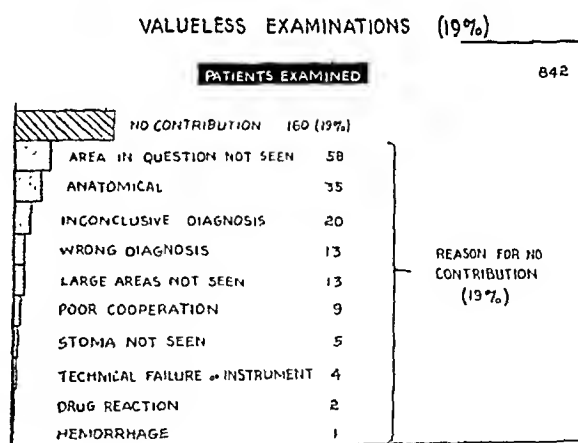 VALUELESS EXAMINATIONS (19%)
PATIENTS EXAMINED 842
NO CONTRIBUTION 160 (19%)
AREA IN QUESTION NOT SEEN 58
ANATOMICAL 35
INCONCLUSIVE DIAGNOSIS 20
WRONG DIAGNOSIS 13
LARGE AREAS NOT SEEN 13
POOR COOPERATION 9
STOMA NOT SEEN 5
TECHNICAL FAILURE INSTRUMENT 4
DRUG REACTION 2
HEMORRHAGE 1
REASON FOR NO
CONTRIBUTION
(19%)